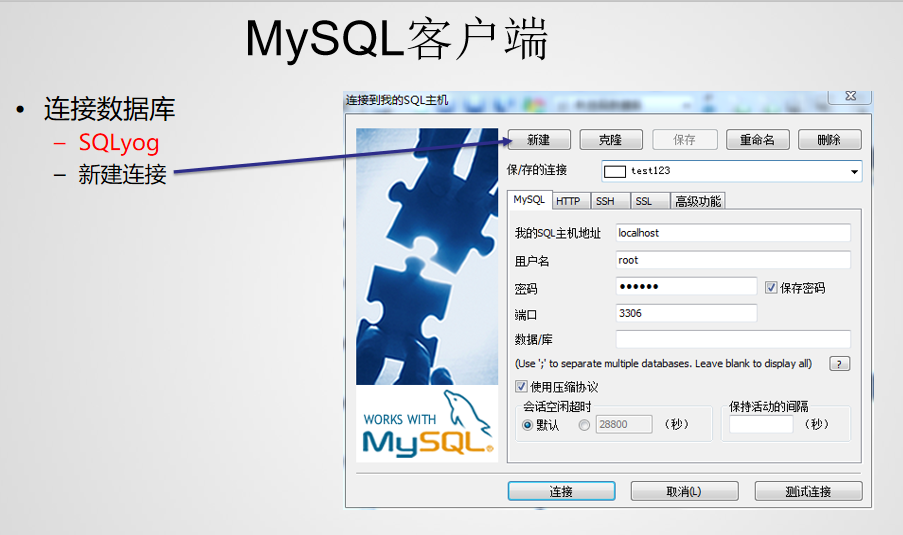 MySQL客户端
• 连接数据库
– SQLyog
– 新建连接
连接到我的SQL主机
新建 克隆 保存 重命名 删除
保/存的连接 test123
MySQL HTTP SSH SSL 高级功能
我的SQL主机地址 localhost
用户名 root
密码 ●●●●●● 保存密码
端口 3306
数据/库
(Use ';' to separate multiple databases. Leave blank to display all) ?
使用压缩协议
会话空闲超时 保持活动的间隔
默认 28800 (秒) (秒)
WORKS WITH
MySQL®
连接 取消(L) 测试连接